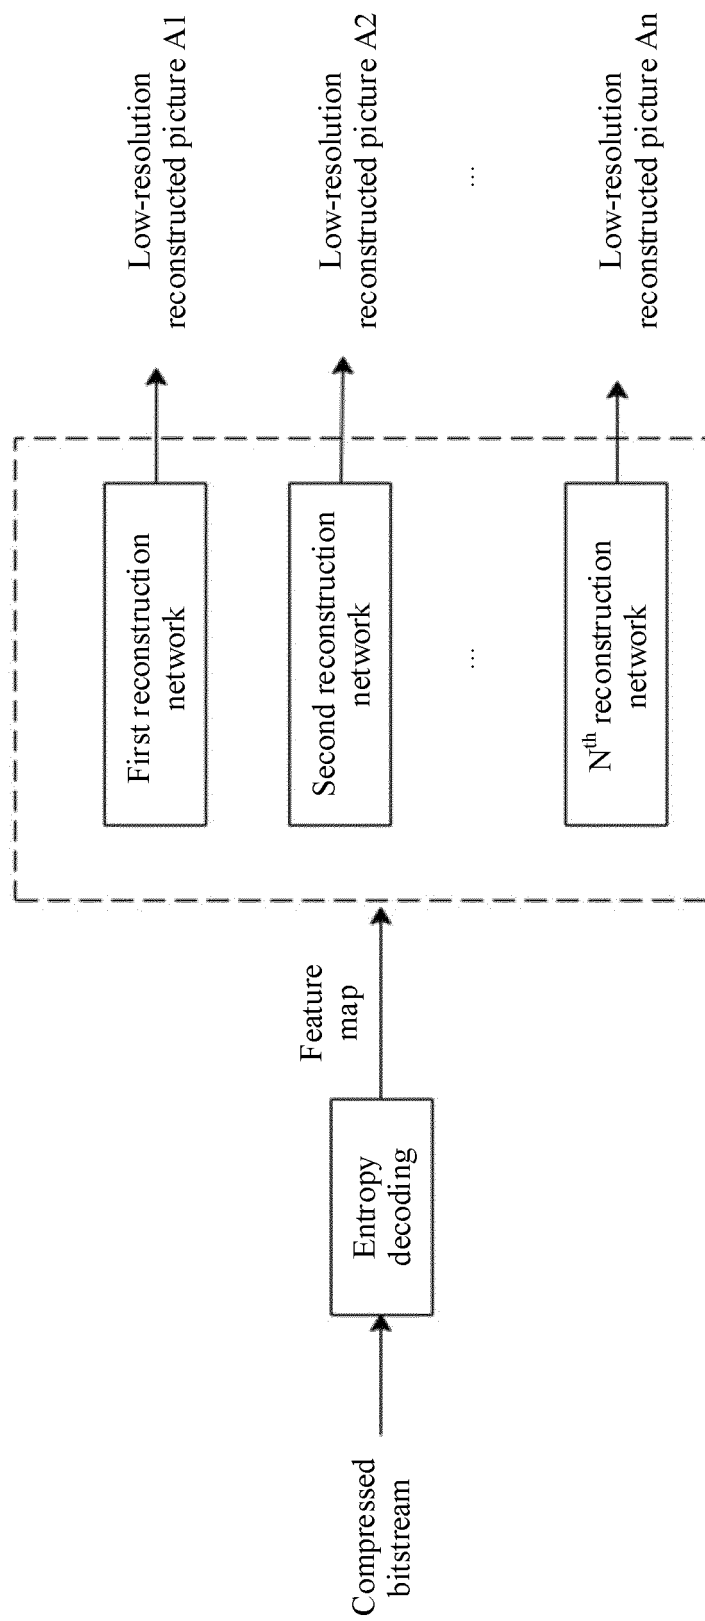 Compressed
bitstream
Entropy
decoding
Feature
map
First reconstruction
network
Second reconstruction
network
...
Nth reconstruction
network
Low-resolution
reconstructed picture A1
Low-resolution
reconstructed picture A2
...
Low-resolution
reconstructed picture An